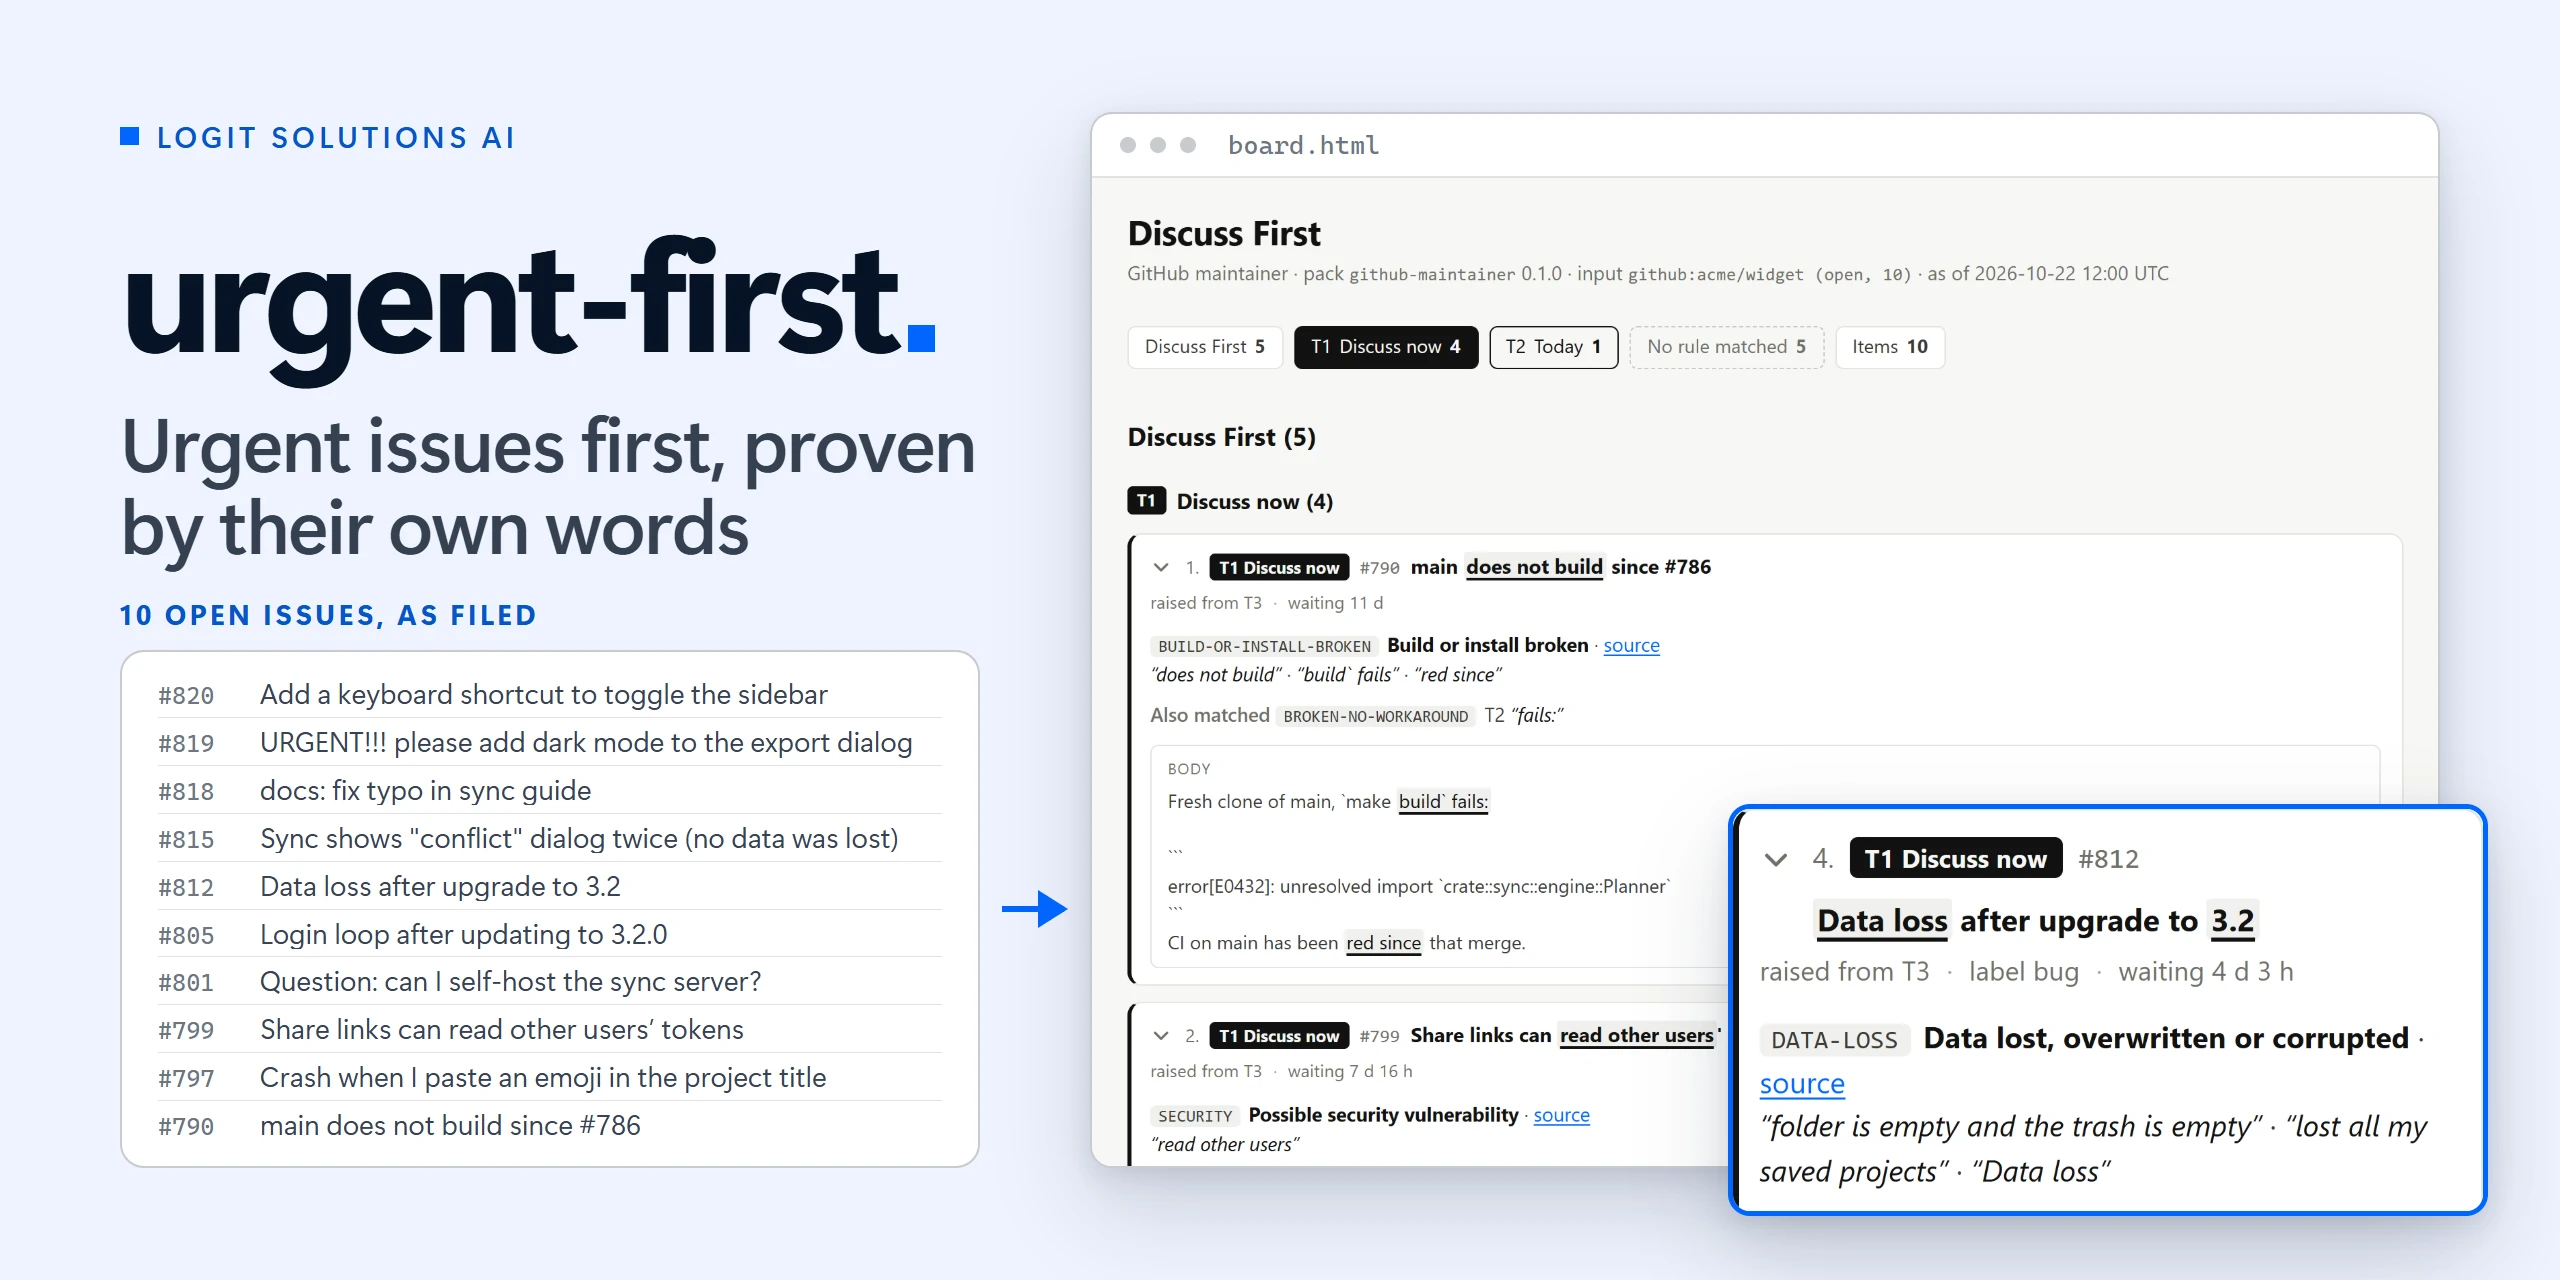 LOGIT SOLUTIONS AI
urgent-first.
Urgent issues first, proven
by their own words
10 OPEN ISSUES, AS FILED
#820 Add a keyboard shortcut to toggle the sidebar
#819 URGENT!!! please add dark mode to the export dialog
#818 docs: fix typo in sync guide
#815 Sync shows "conflict" dialog twice (no data was lost)
#812 Data loss after upgrade to 3.2
#805 Login loop after updating to 3.2.0
#801 Question: can I self-host the sync server?
#799 Share links can read other users’ tokens
#797 Crash when I paste an emoji in the project title
#790 main does not build since #786
board.html
Discuss First
GitHub maintainer · pack github-maintainer 0.1.0 · input github:acme/widget (open, 10) · as of 2026-10-22 12:00 UTC
Discuss First 5 T1 Discuss now 4 T2 Today 1 No rule matched 5 Items 10
Discuss First (5)
T1 Discuss now (4)
1. T1 Discuss now #790 main does not build since #786
raised from T3 · waiting 11 d
BUILD-OR-INSTALL-BROKEN Build or install broken · source
“does not build” · “build` fails” · “red since”
Also matched BROKEN-NO-WORKAROUND T2 “fails:”
BODY
Fresh clone of main, `make build` fails:
```
error[E0432]: unresolved import `crate::sync::engine::Planner`
```
CI on main has been red since that merge.
2. T1 Discuss now #799 Share links can read other users'
raised from T3 · waiting 7 d 16 h
SECURITY Possible security vulnerability · source
“read other users”
4. T1 Discuss now #812
Data loss after upgrade to 3.2
raised from T3 · label bug · waiting 4 d 3 h
DATA-LOSS Data lost, overwritten or corrupted ·
source
“folder is empty and the trash is empty” · “lost all my
saved projects” · “Data loss”